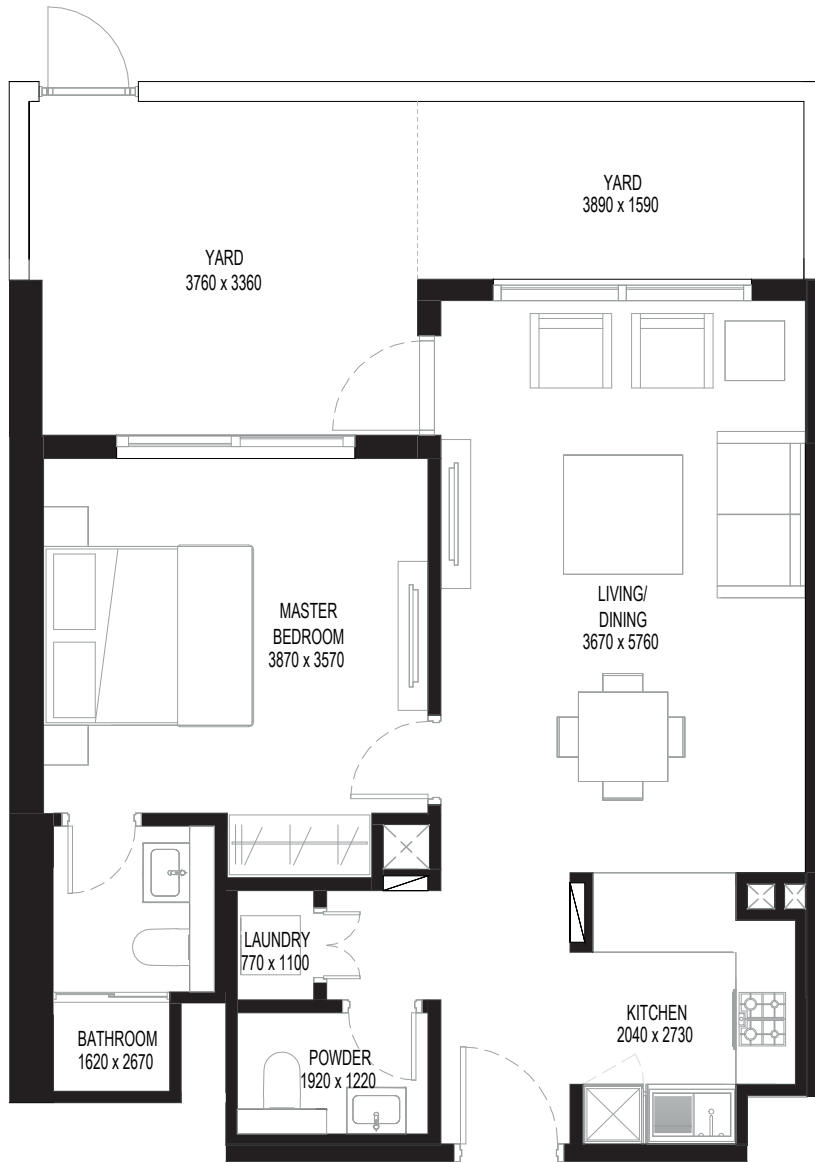 YARD
3890 x 1590
YARD
3760 x 3360
LIVING/
DINING
3670 x 5760
MASTER
BEDROOM
3870 x 3570
LAUNDRY
770 x 1100
KITCHEN
2040 x 2730
BATHROOM
1620 x 2670
POWDER
1920 x 1220